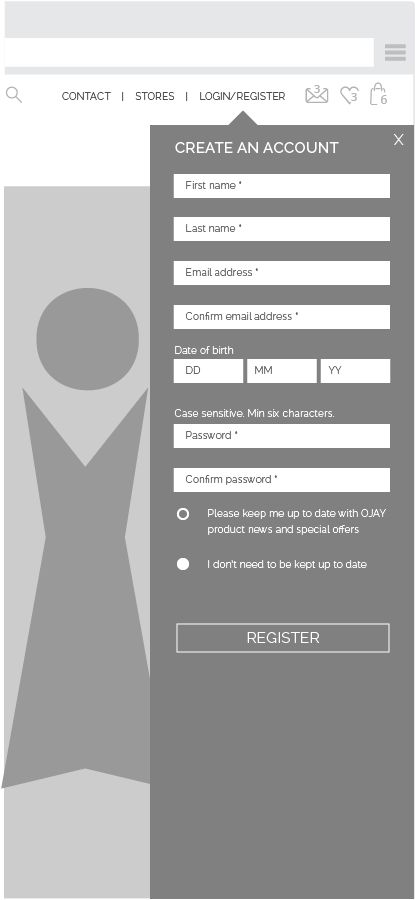 CONTACT | STORES | LOGIN/REGISTER 3 3 6
X
CREATE AN ACCOUNT
First name *
Last name *
Email address *
Confirm email address *
Date of birth
DD MM YY
Case sensitive. Min six characters.
Password *
Confirm password *
Please keep me up to date with OJAY
product news and special offers
I don't need to be kept up to date
REGISTER